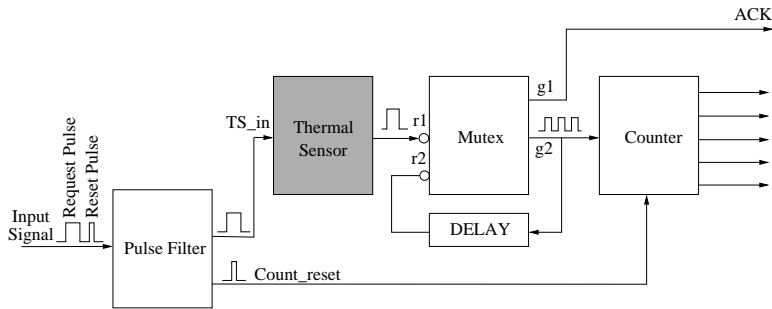 ACK
g1
r1
TS_in
Thermal
Sensor
Mutex
Counter
g2
r2
Request Pulse
Reset Pulse
Input
Signal
DELAY
Pulse Filter
Count_reset